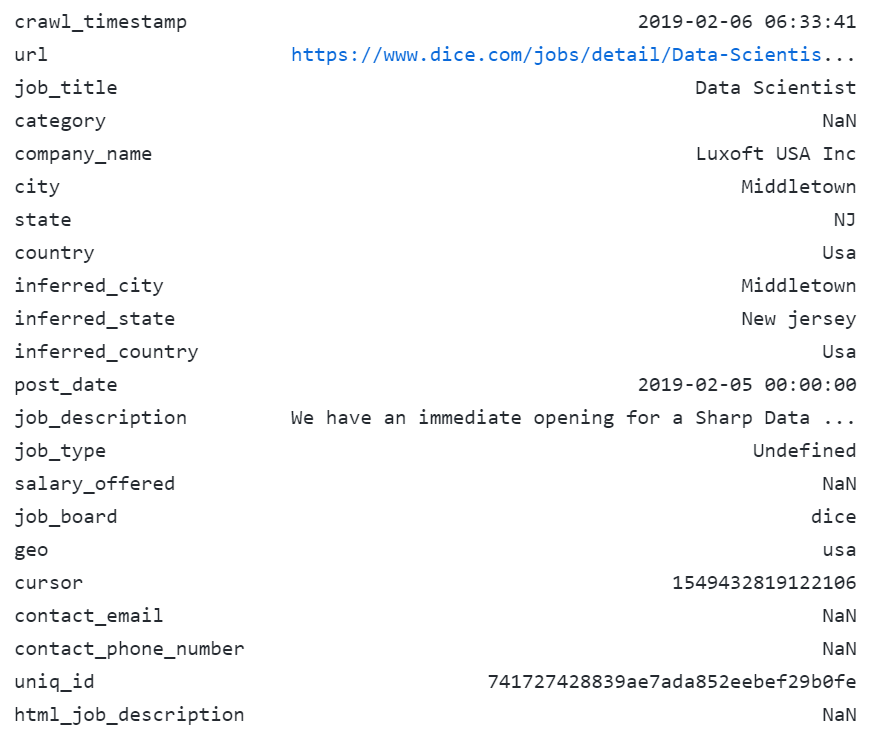 crawl_timestamp 2019-02-06 06:33:41
url https://www.dice.com/jobs/detail/Data-Scientis...
job_title Data Scientist
category NaN
company_name Luxoft USA Inc
city Middletown
state NJ
country Usa
inferred_city Middletown
inferred_state New jersey
inferred_country Usa
post_date 2019-02-05 00:00:00
job_description We have an immediate opening for a Sharp Data ...
job_type Undefined
salary_offered NaN
job_board dice
geo usa
cursor 1549432819122106
contact_email NaN
contact_phone_number NaN
uniq_id 741727428839ae7ada852eebef29b0fe
html_job_description NaN